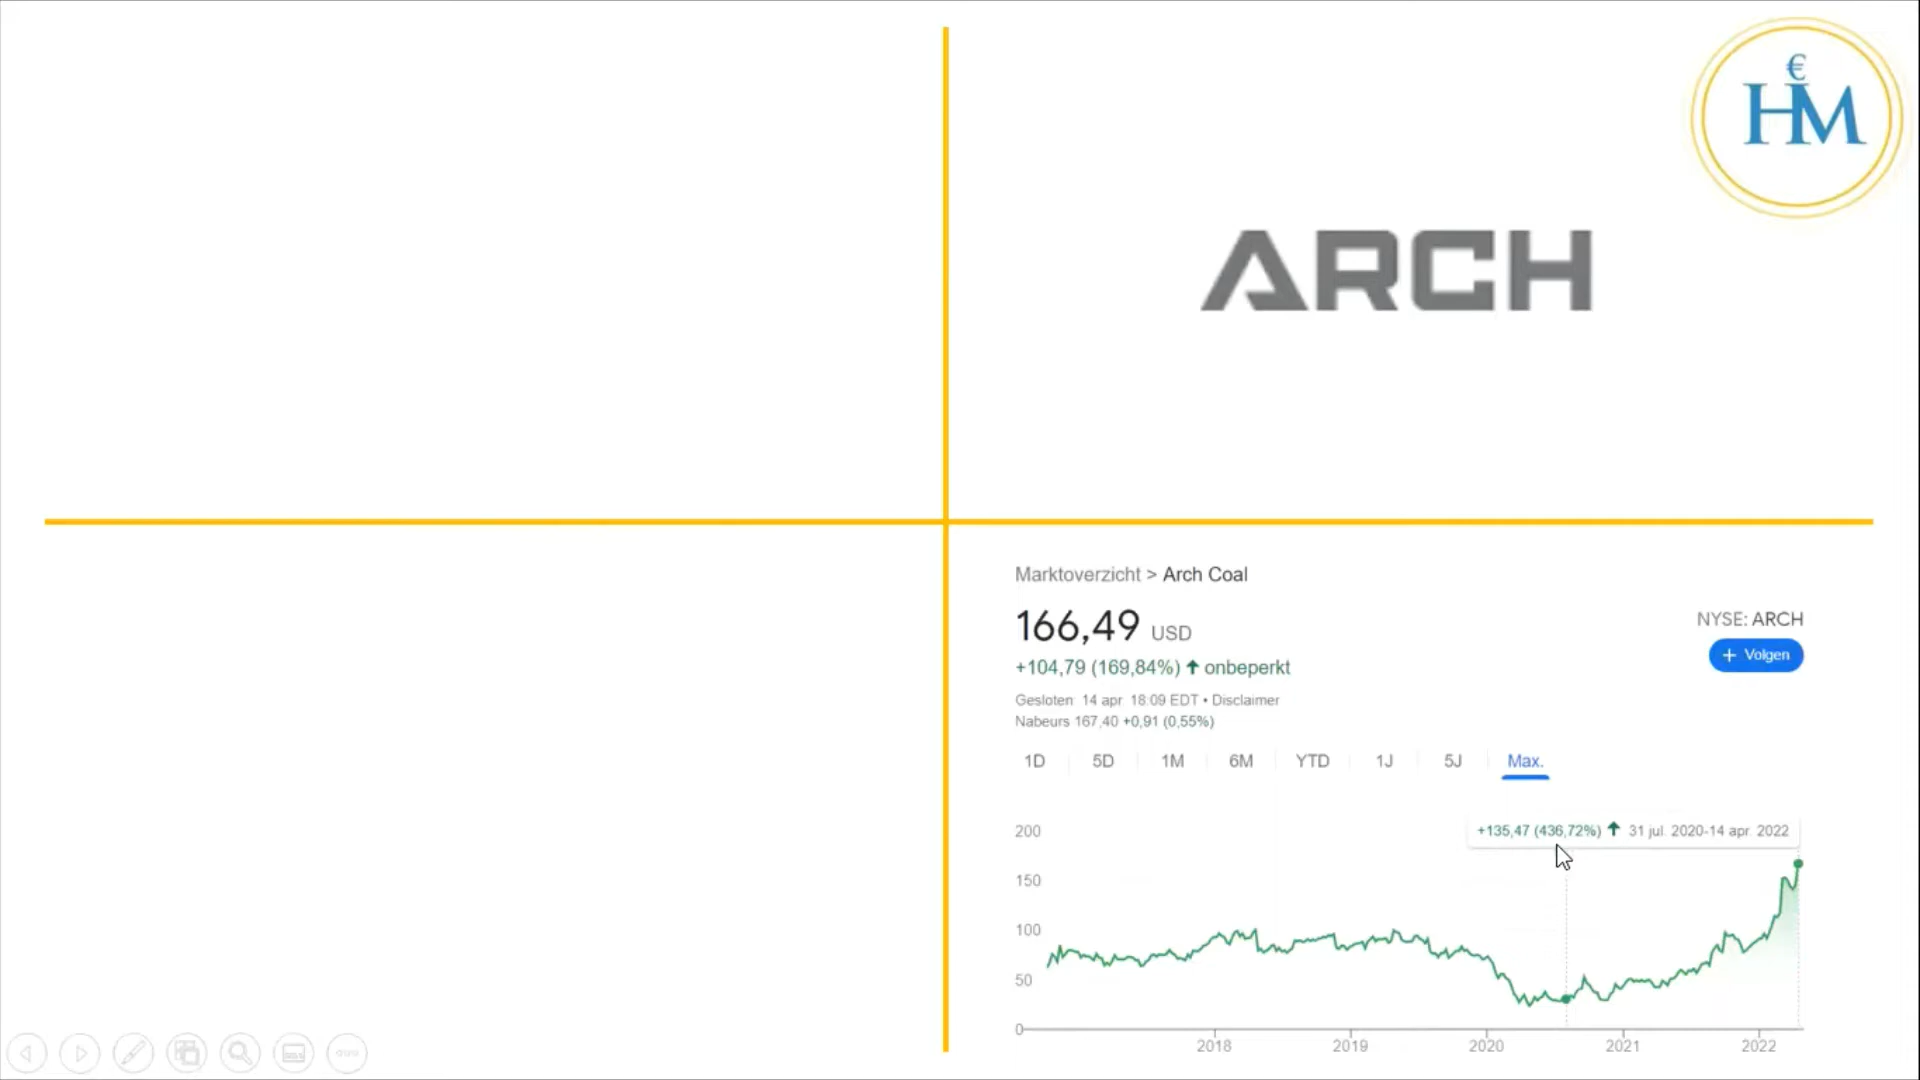 €
HM
ARCH
Marktoverzicht > Arch Coal
166,49 USD
NYSE: ARCH
+ Volgen
+104,79 (169,84%) ↑ onbeperkt
Gesloten: 14 apr. 18:09 EDT • Disclaimer
Nabeurs 167,40 +0,91 (0,55%)
1D 5D 1M 6M YTD 1J 5J Max.
+135,47 (436,72%) ↑ 31 jul. 2020-14 apr. 2022
200
150
100
50
0
2018 2019 2020 2021 2022